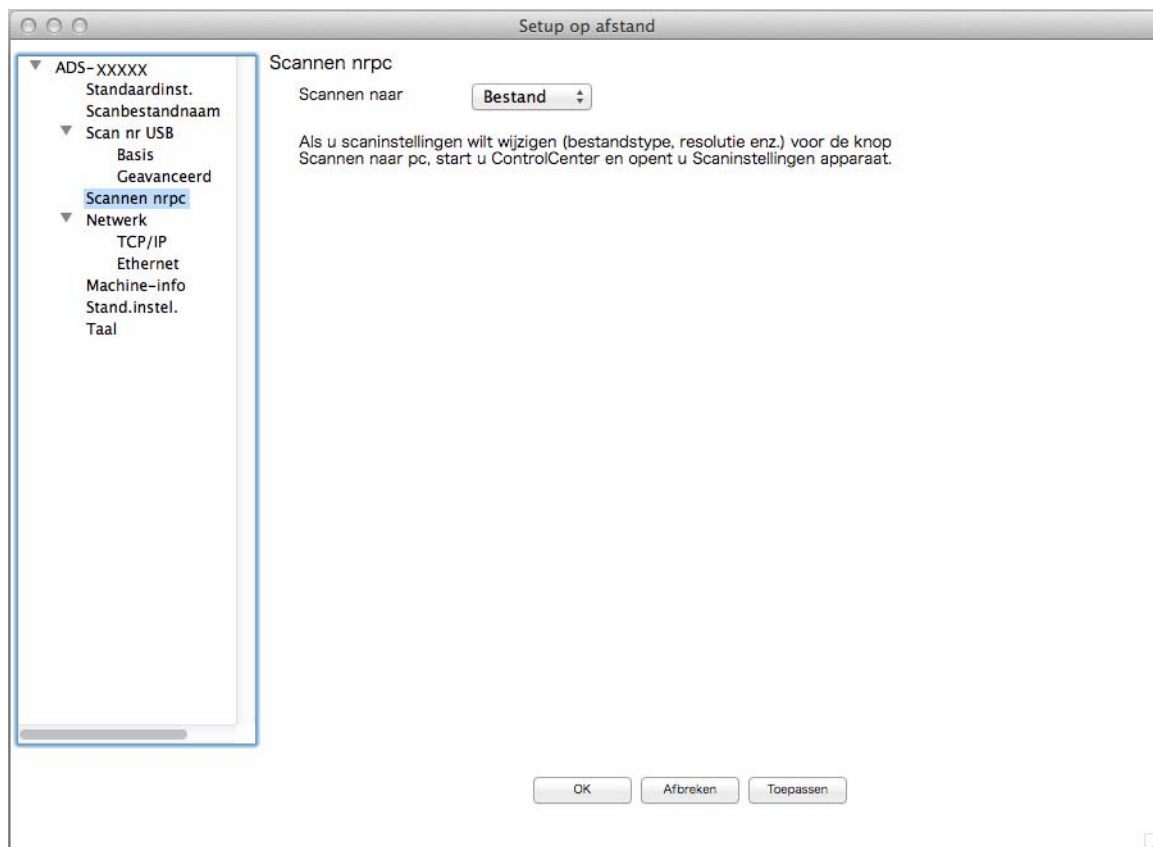 Setup op afstand
ADS-XXXXX
Standaardinst.
Scanbestandnaam
Scan nr USB
Basis
Geavanceerd
Scannen nrpc
Netwerk
TCP/IP
Ethernet
Machine-info
Stand.instel.
Taal
Scannen nrpc
Scannen naar
Bestand
Als u scaninstellingen wilt wijzigen (bestandstype, resolutie enz.) voor de knop
Scannen naar pc, start u ControlCenter en opent u Scaninstellingen apparaat.
OK
Afbreken
Toepassen